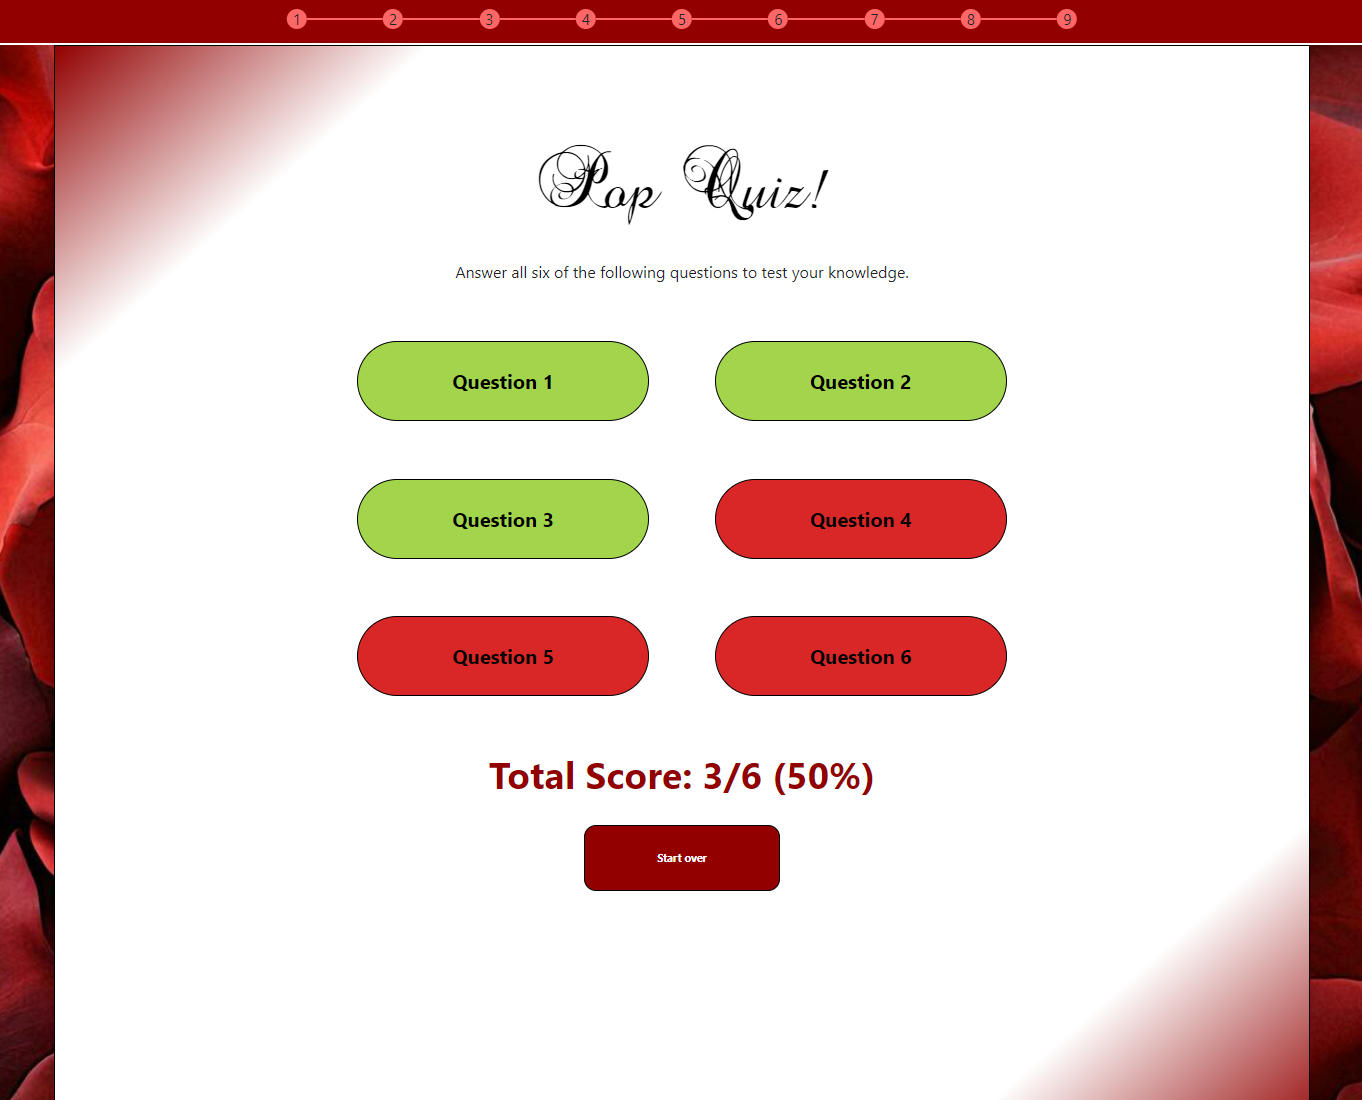 1 2 3 4 5 6 7 8 9
Pop Quiz!
Answer all six of the following questions to test your knowledge.
Question 1
Question 2
Question 3
Question 4
Question 5
Question 6
Total Score: 3/6 (50%)
Start over